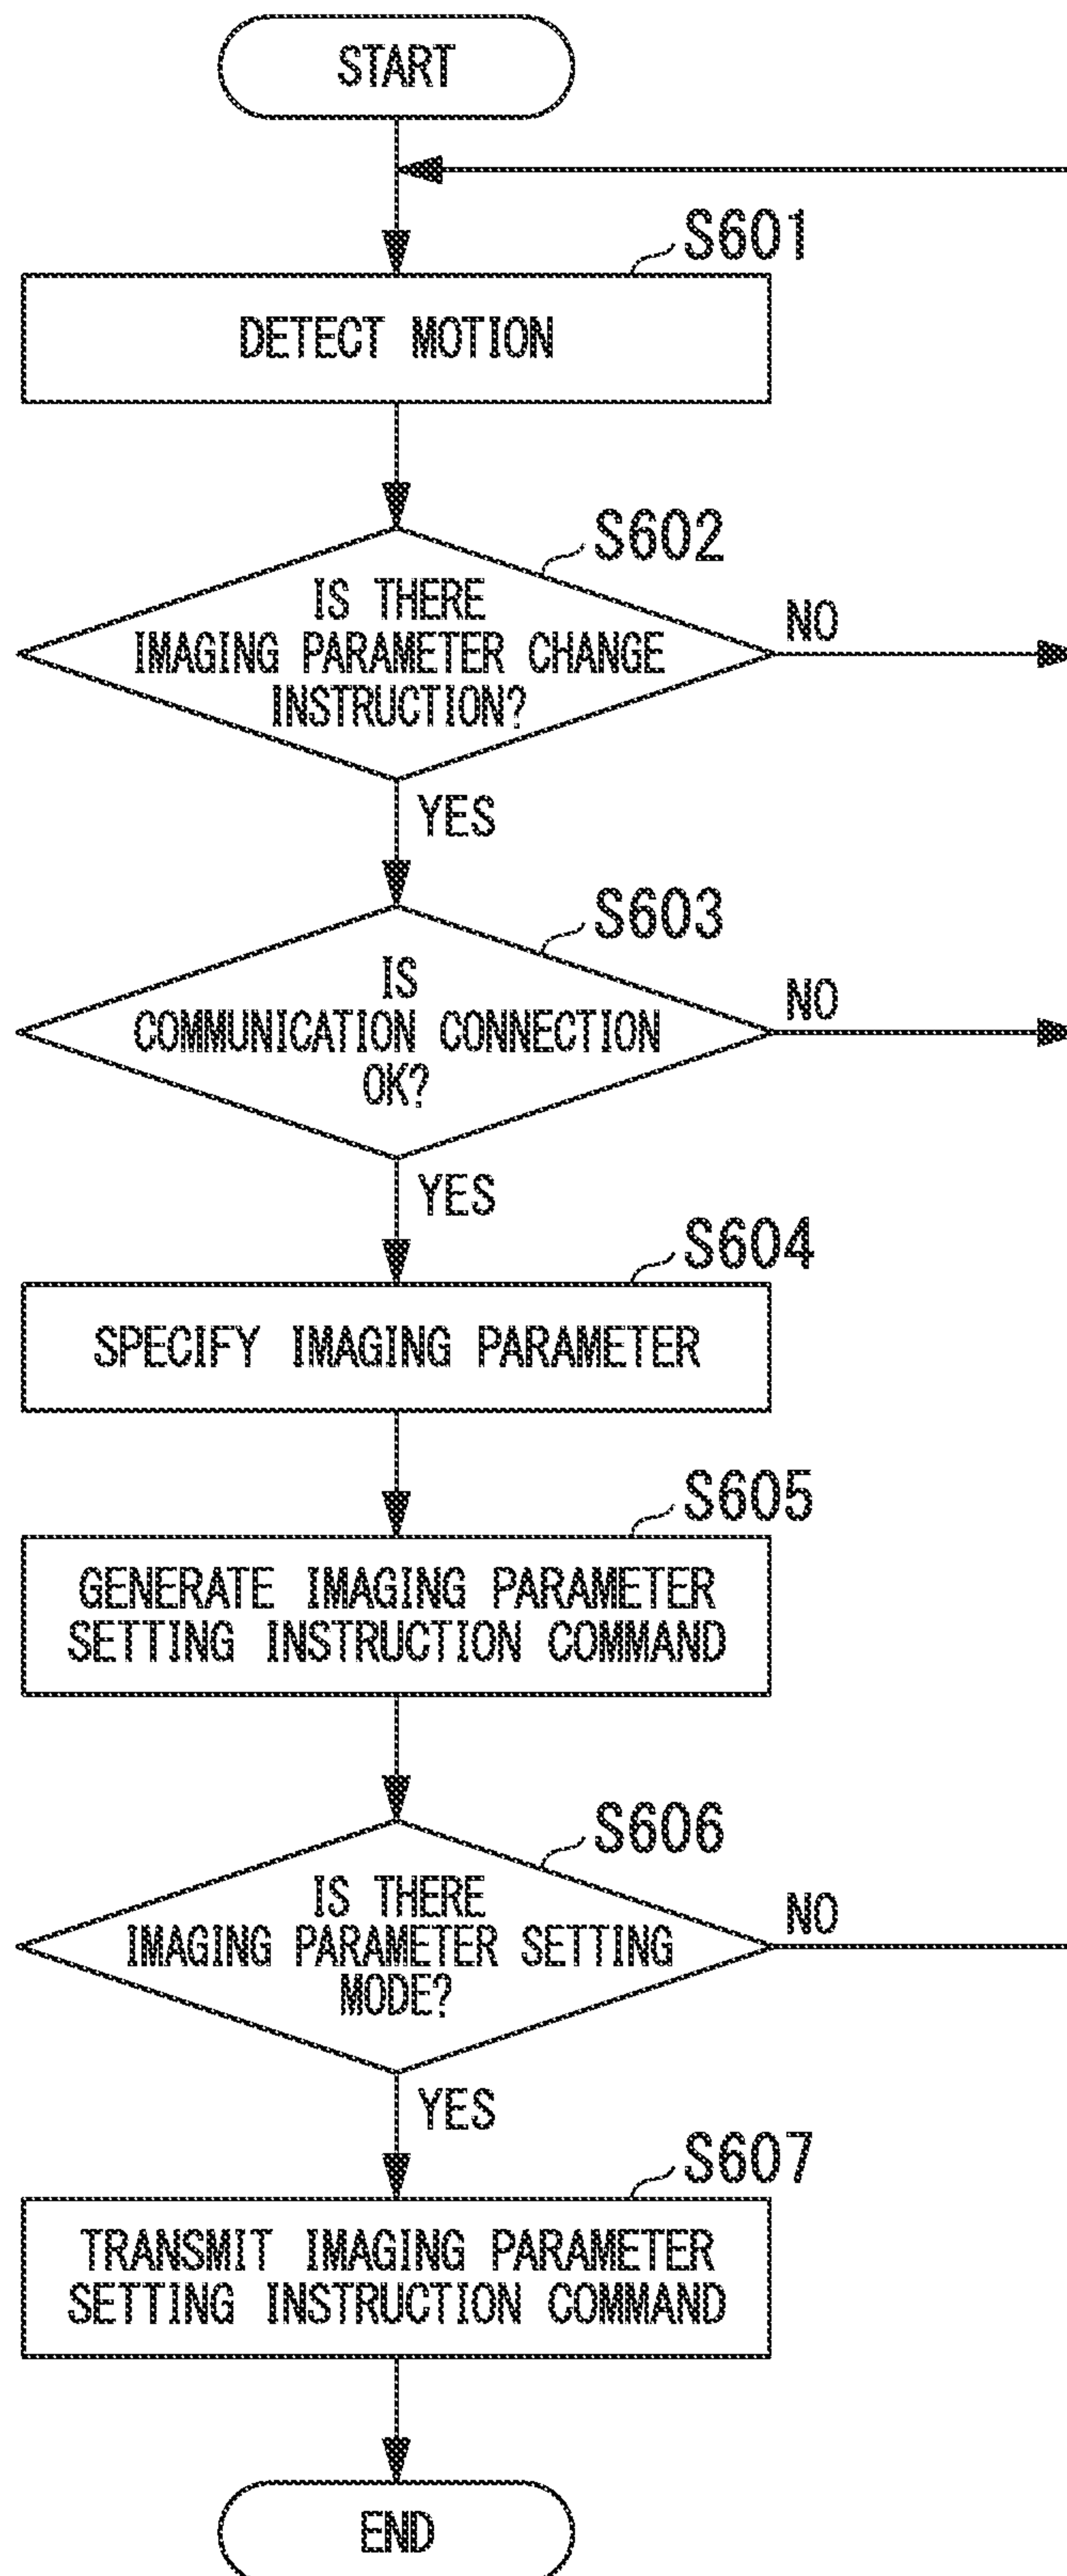 START
S601
DETECT MOTION
S602
IS THERE
IMAGING PARAMETER CHANGE
INSTRUCTION?
NO
YES
S603
IS
COMMUNICATION CONNECTION
OK?
NO
YES
S604
SPECIFY IMAGING PARAMETER
S605
GENERATE IMAGING PARAMETER
SETTING INSTRUCTION COMMAND
S606
IS THERE
IMAGING PARAMETER SETTING
MODE?
NO
YES
S607
TRANSMIT IMAGING PARAMETER
SETTING INSTRUCTION COMMAND
END